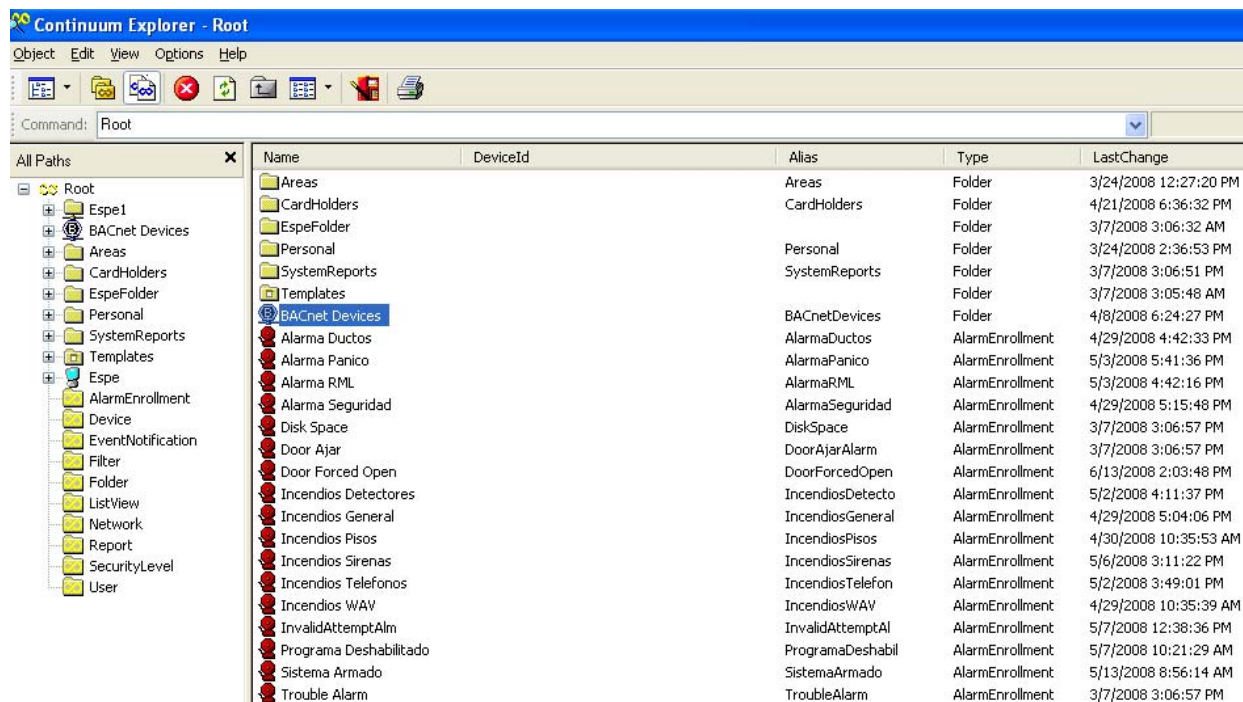 Continuum Explorer - Root
Object Edit View Options Help
Command: Root
All Paths
Root
Espe1
BACnet Devices
Areas
CardHolders
EspeFolder
Personal
SystemReports
Templates
Espe
AlarmEnrollment
Device
EventNotification
Filter
Folder
ListView
Network
Report
SecurityLevel
User
Name DeviceId Alias Type LastChange
Areas Areas Folder 3/24/2008 12:27:20 PM
CardHolders CardHolders Folder 4/21/2008 6:36:32 PM
EspeFolder Folder 3/7/2008 3:06:32 AM
Personal Personal Folder 3/24/2008 2:36:53 PM
SystemReports SystemReports Folder 3/7/2008 3:06:51 PM
Templates Folder 3/7/2008 3:05:48 AM
BACnet Devices BACnetDevices Folder 4/8/2008 6:24:27 PM
Alarma Ductos AlarmaDuctos AlarmEnrollment 4/29/2008 4:42:33 PM
Alarma Panico AlarmaPanico AlarmEnrollment 5/3/2008 5:41:36 PM
Alarma RML AlarmaRML AlarmEnrollment 5/3/2008 4:42:16 PM
Alarma Seguridad AlarmaSeguridad AlarmEnrollment 4/29/2008 5:15:48 PM
Disk Space DiskSpace AlarmEnrollment 3/7/2008 3:06:57 PM
Door Ajar DoorAjarAlarm AlarmEnrollment 3/7/2008 3:06:57 PM
Door Forced Open DoorForcedOpen AlarmEnrollment 6/13/2008 2:03:48 PM
Incendios Detectores IncendiosDetecto AlarmEnrollment 5/2/2008 4:11:37 PM
Incendios General IncendiosGeneral AlarmEnrollment 4/29/2008 5:04:06 PM
Incendios Pisos IncendiosPisos AlarmEnrollment 4/30/2008 10:35:53 AM
Incendios Sirenas IncendiosSirenas AlarmEnrollment 5/6/2008 3:11:22 PM
Incendios Telefonos IncendiosTelefon AlarmEnrollment 5/2/2008 3:49:01 PM
Incendios WAV IncendiosWAV AlarmEnrollment 4/29/2008 10:35:39 AM
InvalidAttemptAlm InvalidAttemptAl AlarmEnrollment 5/7/2008 12:38:36 PM
Programa Deshabilitado ProgramaDeshabil AlarmEnrollment 5/7/2008 10:21:29 AM
Sistema Armado SistemaArmado AlarmEnrollment 5/13/2008 8:56:14 AM
Trouble Alarm TroubleAlarm AlarmEnrollment 3/7/2008 3:06:57 PM